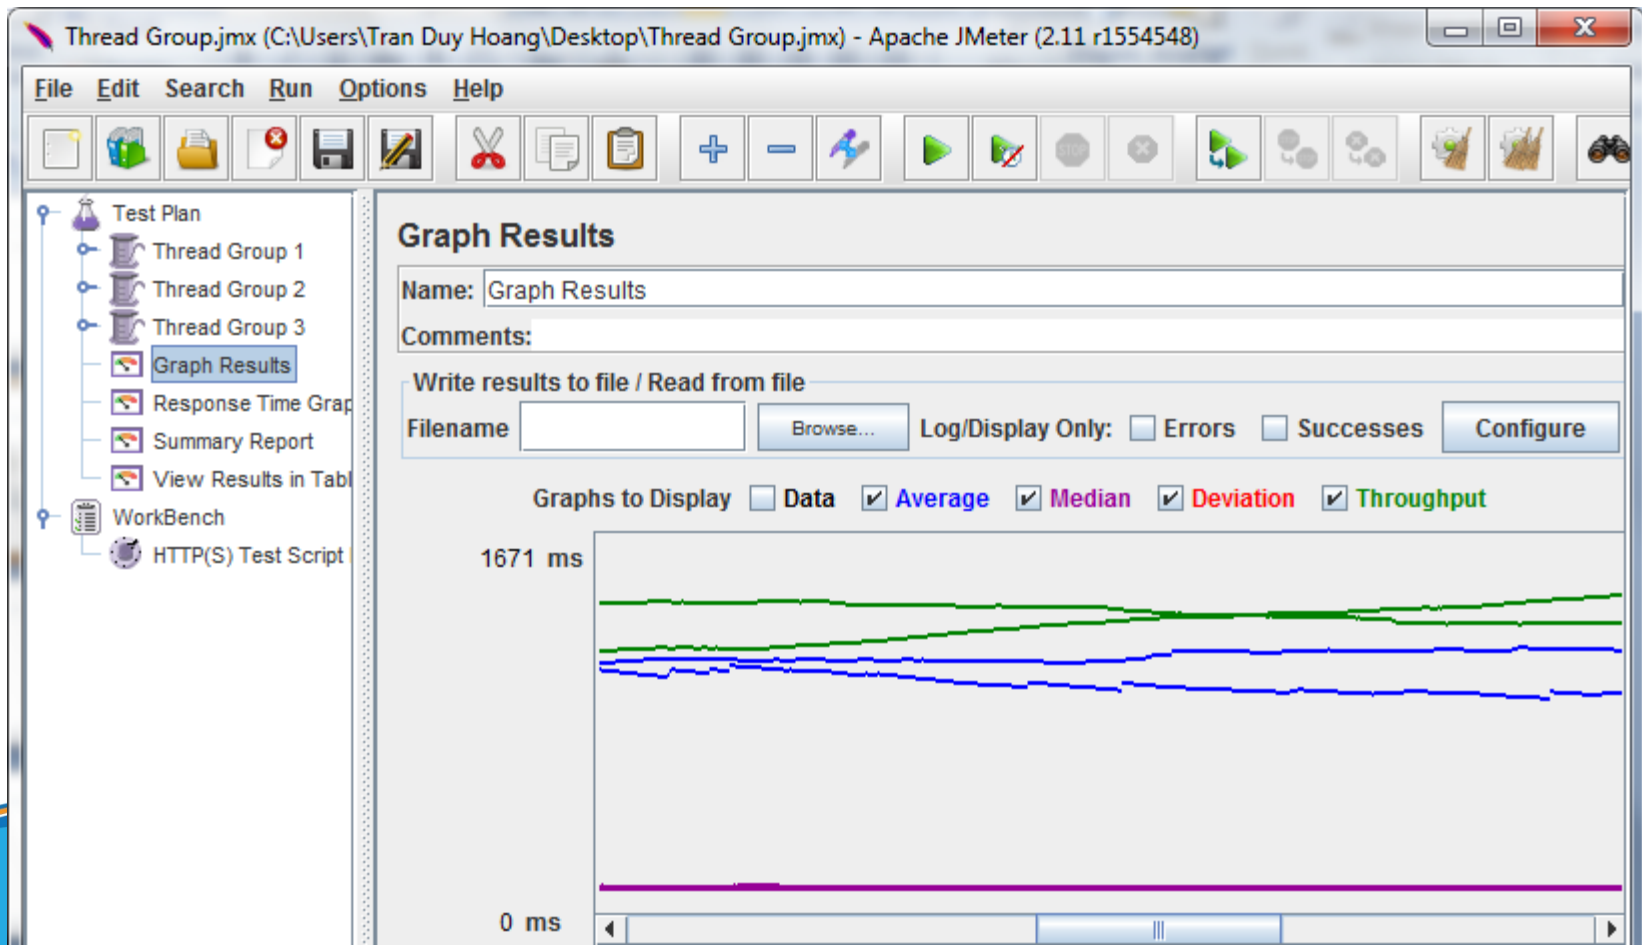 Thread Group.jmx (C:\Users\Tran Duy Hoang\Desktop\Thread Group.jmx) - Apache JMeter (2.11 r1554548)
File Edit Search Run Options Help
STOP
Test Plan
Thread Group 1
Thread Group 2
Thread Group 3
Graph Results
Response Time Grap
Summary Report
View Results in Tabl
WorkBench
HTTP(S) Test Script
Graph Results
Name: Graph Results
Comments:
Write results to file / Read from file
Filename Browse... Log/Display Only: Errors Successes Configure
Graphs to Display Data Average Median Deviation Throughput
1671 ms
0 ms